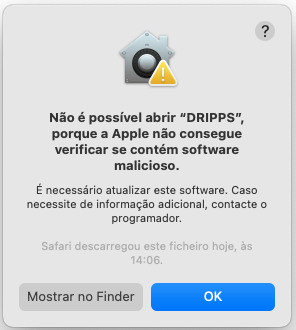 ?
Não é possível abrir “DRIPPS”,
porque a Apple não consegue
verificar se contém software
malicioso.
É necessário atualizar este software. Caso
necessite de informação adicional, contacte o
programador.
Safari descarregou este ficheiro hoje, às
14:06.
Mostrar no Finder
OK